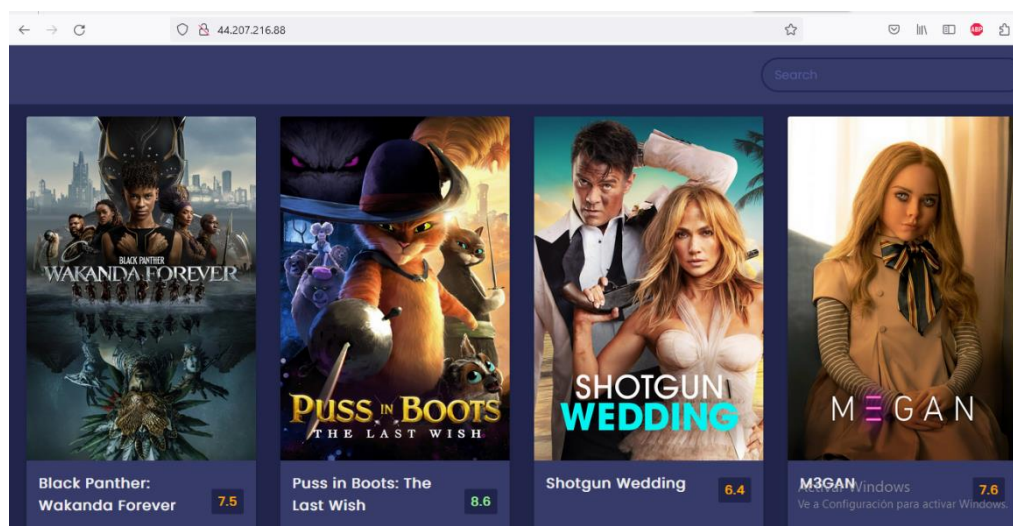 44.207.216.88
ABP
Search
BLACK PANTHER
WAKANDA FOREVER
PUSS IN BOOTS
THE LAST WISH
SHOTGUN
WEDDING
M3GAN
Black Panther:
Wakanda Forever
7.5
Puss in Boots: The
Last Wish
8.6
Shotgun Wedding
6.4
M3GAN
7.6
Activar Windows
Ve a Configuración para activar Windows.